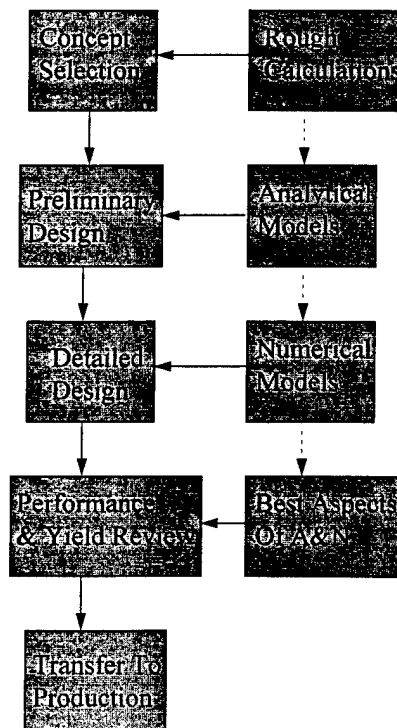 Concept
Selection
Rough
Calculations
Preliminary
Design
Analytical
Models
Detailed
Design
Numerical
Models
Performance
& Yield Review
Best Aspects
Of A&N
Transfer To
Production